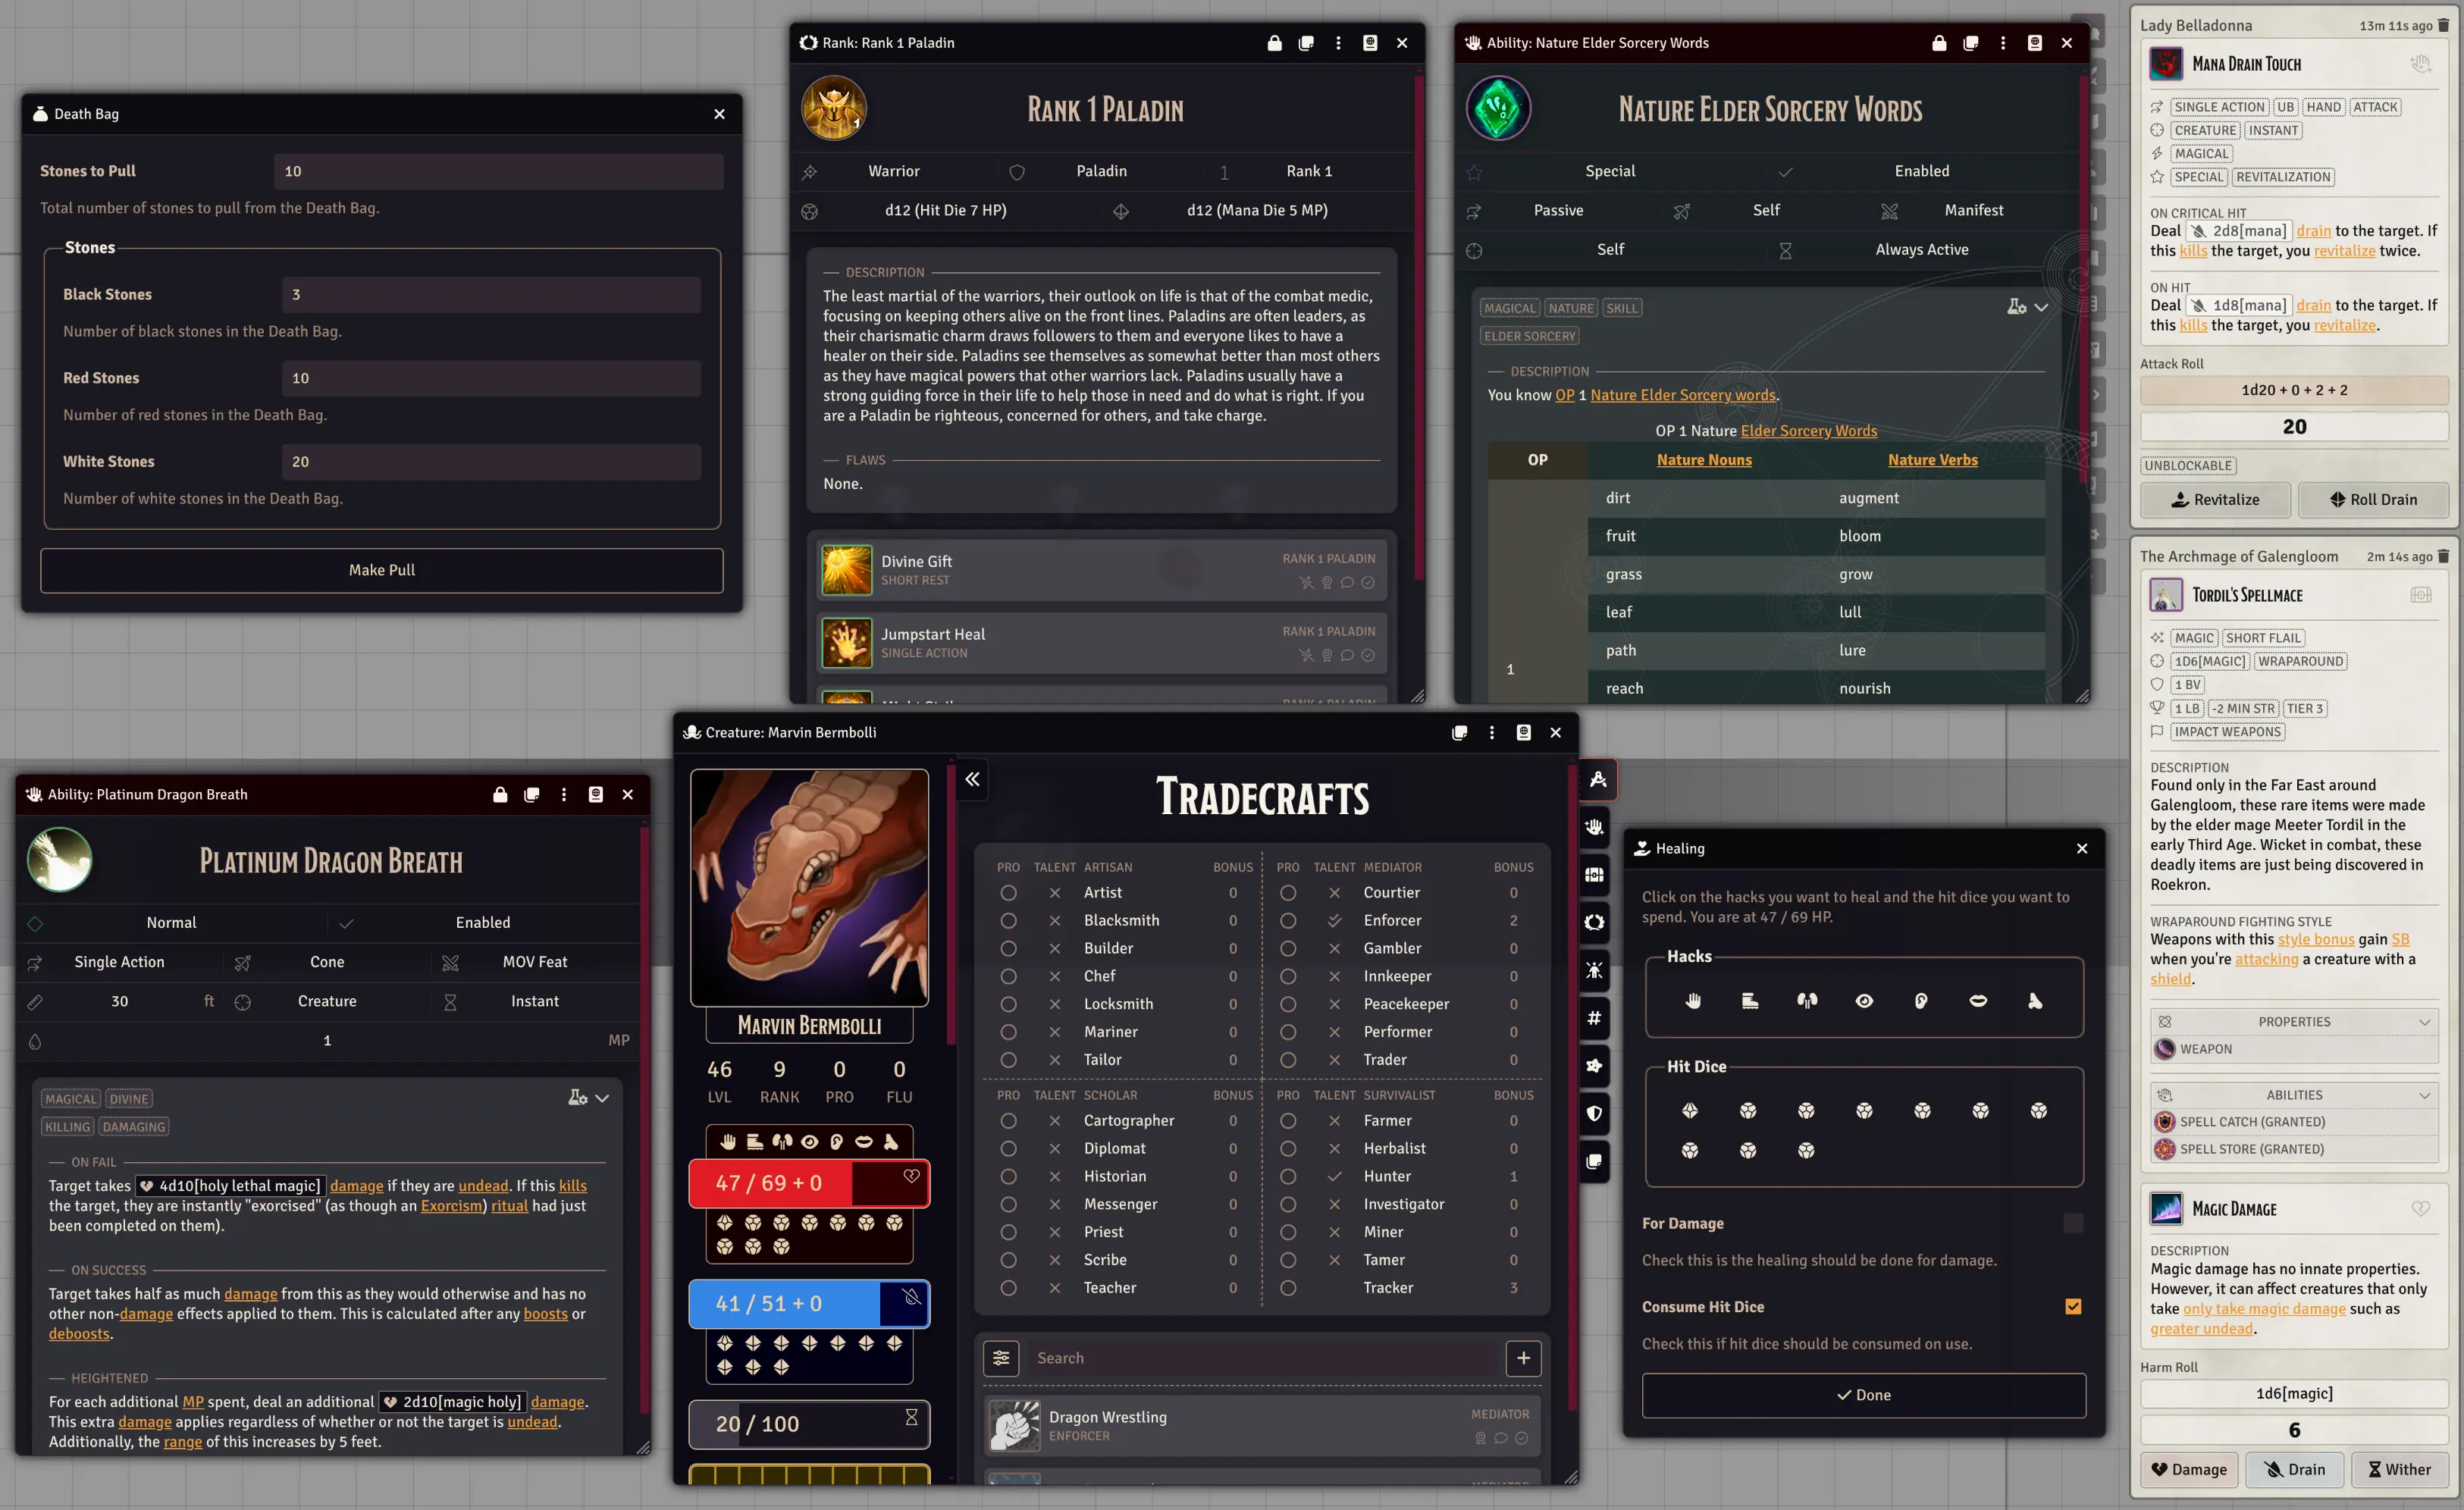 Death Bag
Stones to Pull
10
Total number of stones to pull from the Death Bag.
Stones
Black Stones
3
Number of black stones in the Death Bag.
Red Stones
10
Number of red stones in the Death Bag.
White Stones
20
Number of white stones in the Death Bag.
Make Pull
Rank: Rank 1 Paladin
1
RANK 1 PALADIN
Warrior
Paladin
1
Rank 1
d12 (Hit Die 7 HP)
d12 (Mana Die 5 MP)
DESCRIPTION
The least martial of the warriors, their outlook on life is that of the combat medic,
focusing on keeping others alive on the front lines. Paladins are often leaders, as
their charismatic charm draws followers to them and everyone likes to have a
healer on their side. Paladins see themselves as somewhat better than most others
as they have magical powers that other warriors lack. Paladins usually have a
strong guiding force in their life to help those in need and do what is right. If you
are a Paladin be righteous, concerned for others, and take charge.
FLAWS
None.
Divine Gift
SHORT REST
RANK 1 PALADIN
Jumpstart Heal
SINGLE ACTION
RANK 1 PALADIN
Ability: Nature Elder Sorcery Words
NATURE ELDER SORCERY WORDS
Special
Enabled
Passive
Self
Manifest
Self
Always Active
MAGICAL NATURE SKILL
ELDER SORCERY
DESCRIPTION
You know OP 1 Nature Elder Sorcery words.
OP 1 Nature Elder Sorcery Words
OP Nature Nouns Nature Verbs
dirt augment
fruit bloom
grass grow
leaf lull
path lure
1
reach nourish
Ability: Platinum Dragon Breath
PLATINUM DRAGON BREATH
Normal
Enabled
Single Action
Cone
MOV Feat
30 ft
Creature
Instant
1 MP
MAGICAL DIVINE
KILLING DAMAGING
ON FAIL
Target takes 4d10[holy lethal magic] damage if they are undead. If this kills
the target, they are instantly "exorcised" (as though an Exorcism) ritual had just
been completed on them).
ON SUCCESS
Target takes half as much damage from this as they would otherwise and has no
other non-damage effects applied to them. This is calculated after any boosts or
deboosts.
HEIGHTENED
For each additional MP spent, deal an additional 2d10[magic holy] damage.
This extra damage applies regardless of whether or not the target is undead.
Additionally, the range of this increases by 5 feet.
Creature: Marvin Bermbolli
MARVIN BERMBOLLI
46 9 0 0
LVL RANK PRO FLU
47 / 69 + 0
41 / 51 + 0
20 / 100
TRADECRAFTS
PRO TALENT ARTISAN BONUS
Artist 0
Blacksmith 0
Builder 0
Chef 0
Locksmith 0
Mariner 0
Tailor 0
PRO TALENT MEDIATOR BONUS
Courtier 0
Enforcer 2
Gambler 0
Innkeeper 0
Peacekeeper 0
Performer 0
Trader 0
PRO TALENT SCHOLAR BONUS
Cartographer 0
Diplomat 0
Historian 0
Messenger 0
Priest 0
Scribe 0
Teacher 0
PRO TALENT SURVIVALIST BONUS
Farmer 0
Herbalist 0
Hunter 1
Investigator 0
Miner 0
Tamer 0
Tracker 3
Search
Dragon Wrestling
ENFORCER
MEDIATOR
Healing
Click on the hacks you want to heal and the hit dice you want to
spend. You are at 47 / 69 HP.
Hacks
Hit Dice
For Damage
Check this is the healing should be done for damage.
Consume Hit Dice
Check this if hit dice should be consumed on use.
Done
Lady Belladonna 13m 11s ago
MANA DRAIN TOUCH
SINGLE ACTION UB HAND ATTACK
CREATURE INSTANT
MAGICAL
SPECIAL REVITALIZATION
ON CRITICAL HIT
Deal 2d8[mana] drain to the target. If
this kills the target, you revitalize twice.
ON HIT
Deal 1d8[mana] drain to the target. If
this kills the target, you revitalize.
Attack Roll
1d20 + 0 + 2 + 2
20
UNBLOCKABLE
Revitalize
Roll Drain
The Archmage of Galengloom 2m 14s ago
TORDIL'S SPELLMACE
MAGIC SHORT FLAIL
1D6[MAGIC] WRAPAROUND
1 BV
1 LB -2 MIN STR TIER 3
IMPACT WEAPONS
DESCRIPTION
Found only in the Far East around
Galengloom, these rare items were made
by the elder mage Meeter Tordil in the
early Third Age. Wicket in combat, these
deadly items are just being discovered in
Roekron.
WRAPAROUND FIGHTING STYLE
Weapons with this style bonus gain SB
when you're attacking a creature with a
shield.
PROPERTIES
WEAPON
ABILITIES
SPELL CATCH (GRANTED)
SPELL STORE (GRANTED)
MAGIC DAMAGE
DESCRIPTION
Magic damage has no innate properties.
However, it can affect creatures that only
take only take magic damage such as
greater undead.
Harm Roll
1d6[magic]
6
Damage
Drain
Wither